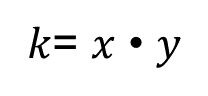 k= x • y